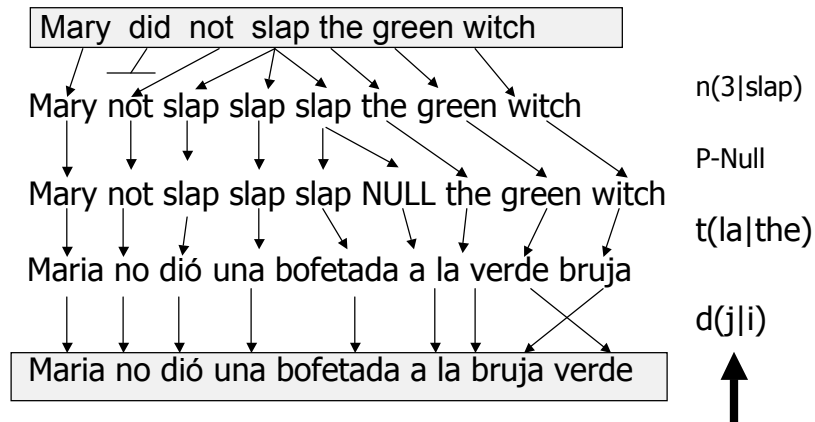 Mary did not slap the green witch
n(3|slap)
Mary not slap slap slap the green witch
P-Null
Mary not slap slap slap NULL the green witch
t(la|the)
Maria no dió una bofetada a la verde bruja
d(j|i)
Maria no dió una bofetada a la bruja verde